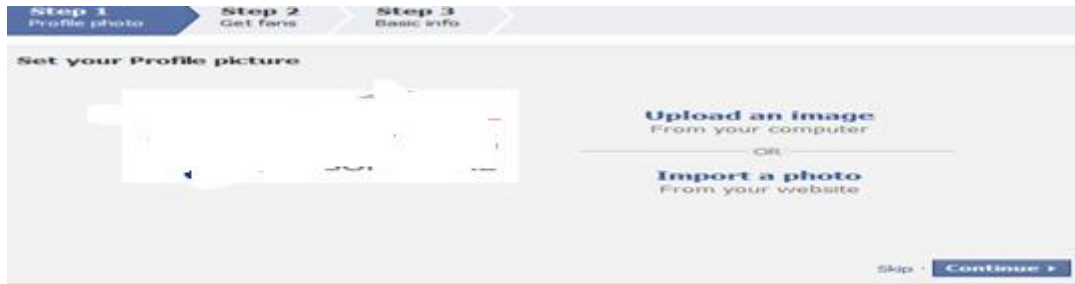 Step 1 Step 2 Step 3
Profile photo Get fans Basic info
Set your Profile picture
Upload an image
From your computer
OR
Import a photo
From your website
Skip · Continue